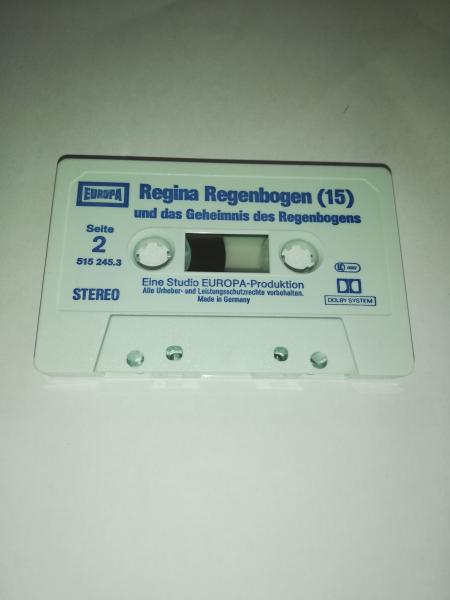 EUROPA
Regina Regenbogen (15)
und das Geheimnis des Regenbogens
Seite
2
515 245.3
STEREO
Eine Studio EUROPA-Produktion
Alle Urheber- und Leistungsschutzrechte vorbehalten.
Made in Germany
DOLBY SYSTEM